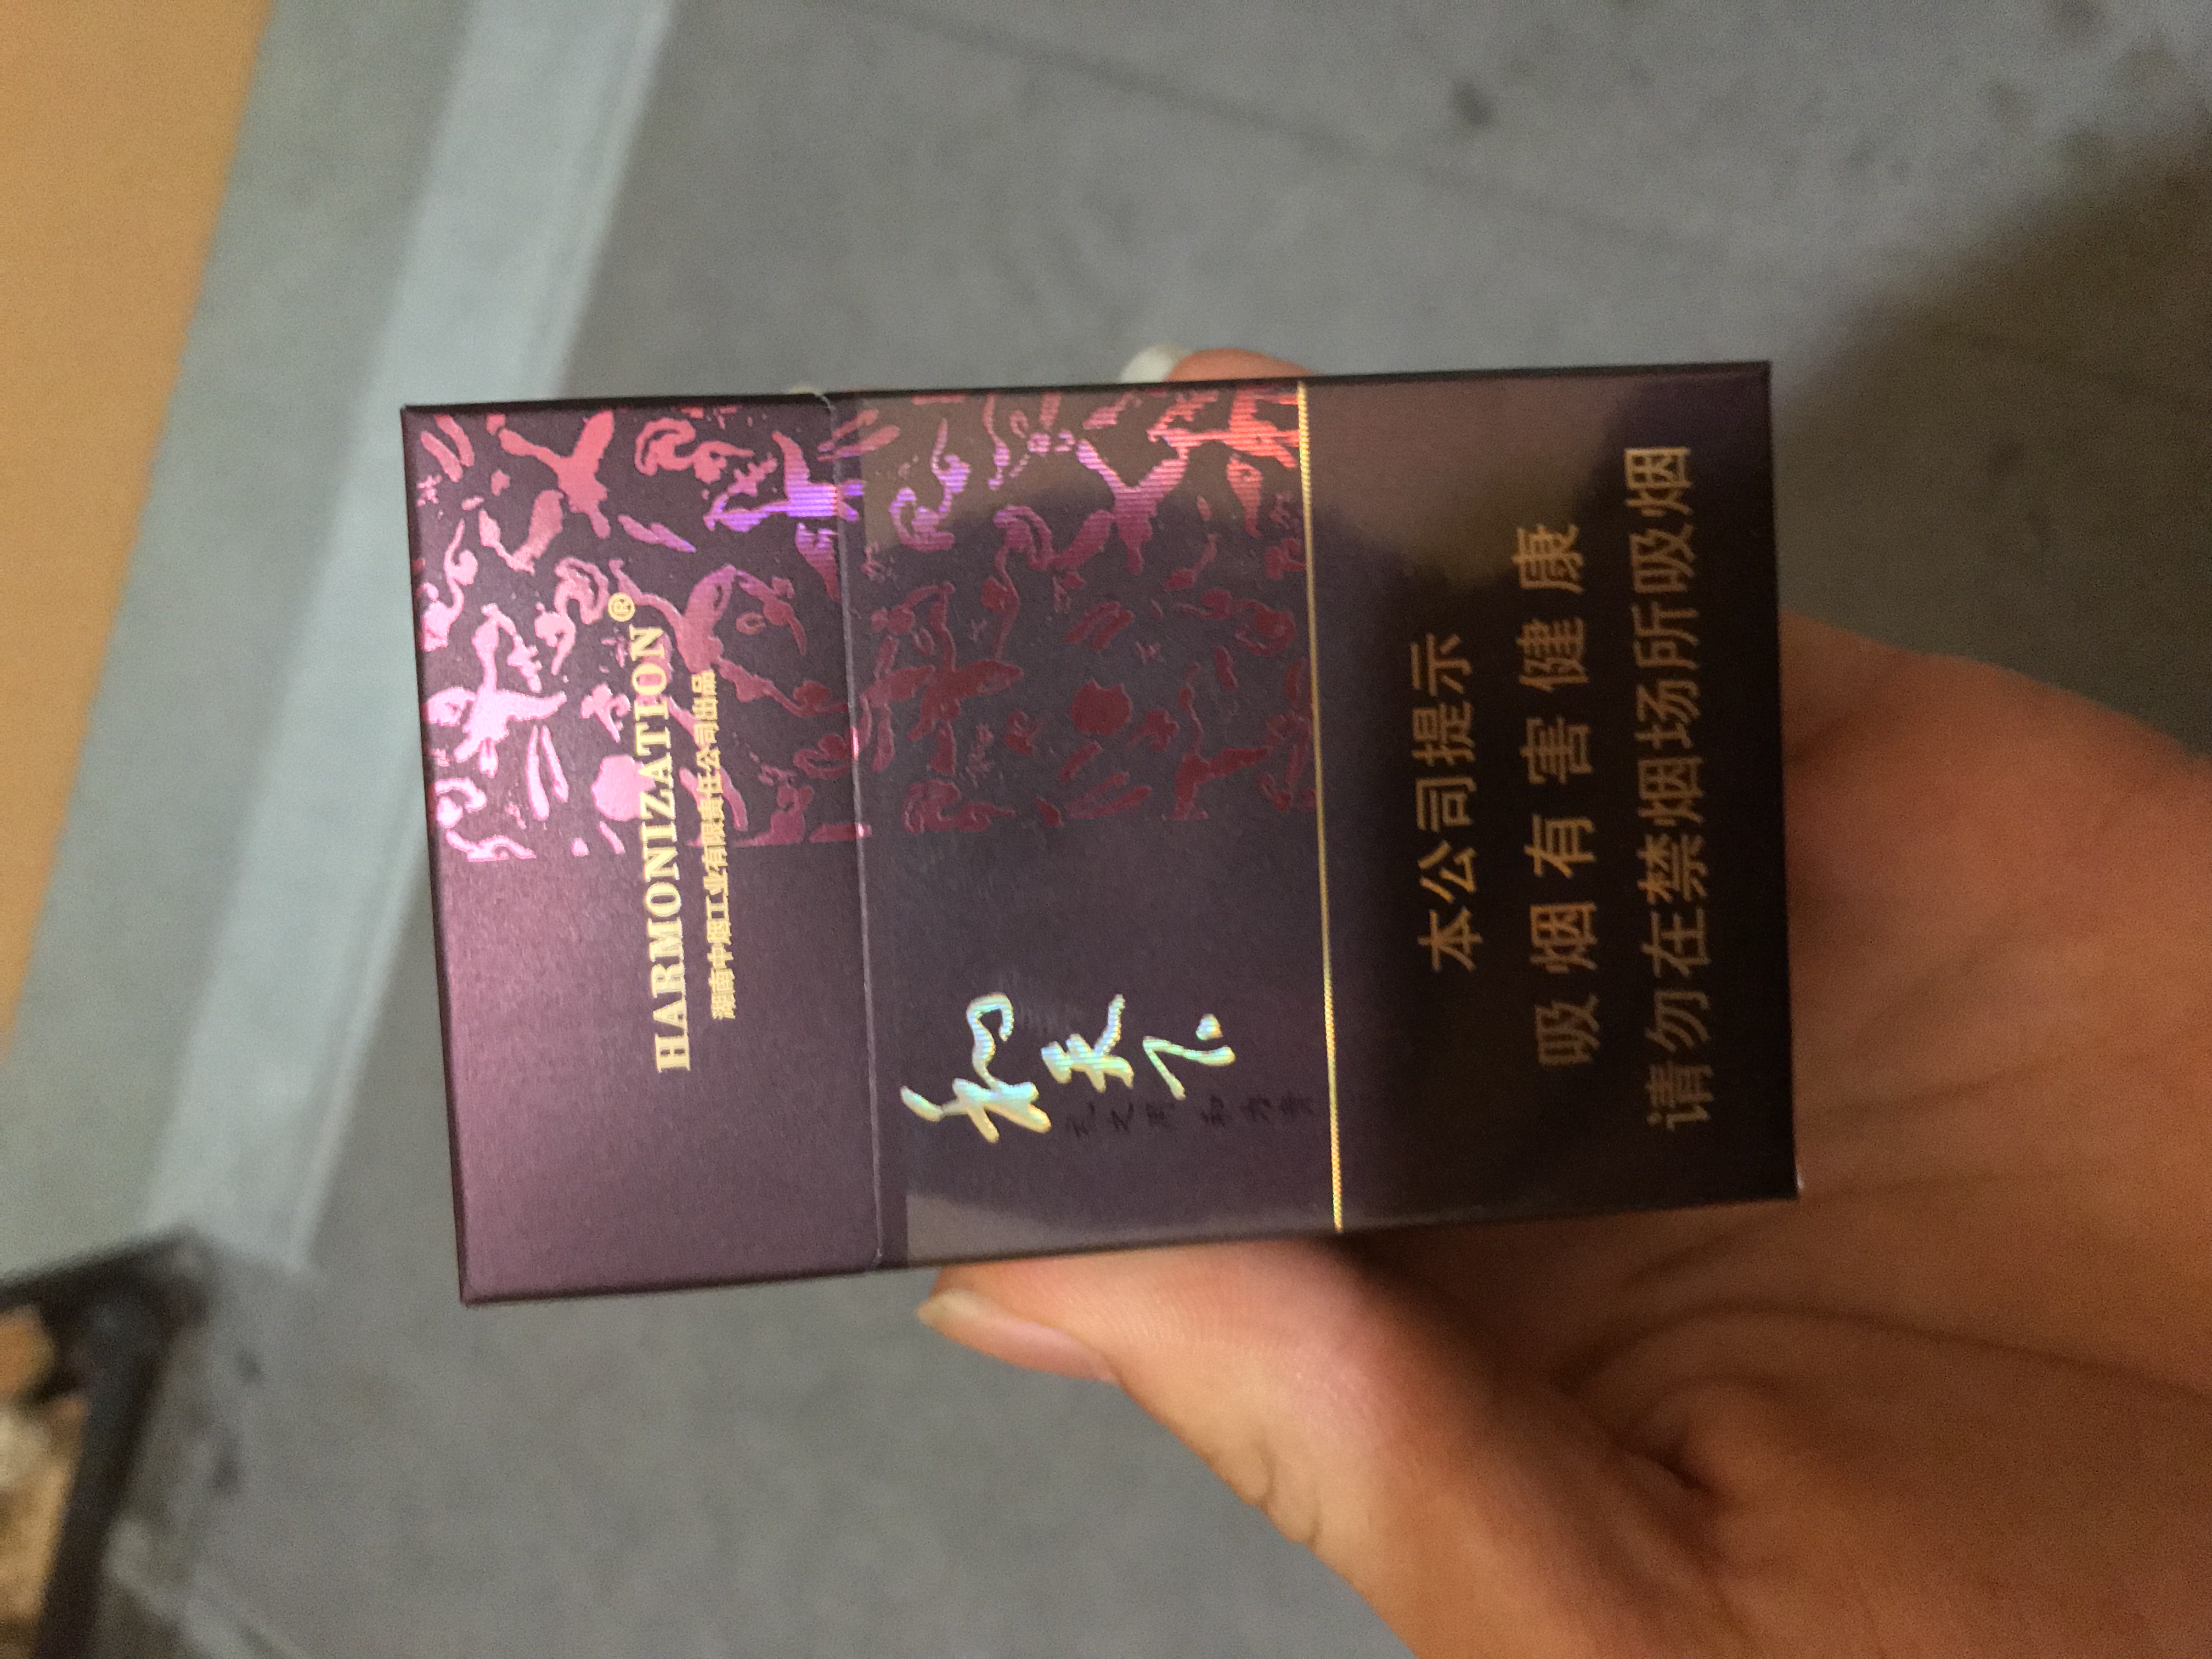 HARMONIZATION®
湖南中烟工业有限责任公司出品
和天下
本公司提示
吸烟有害健康
请勿在禁烟场所吸烟